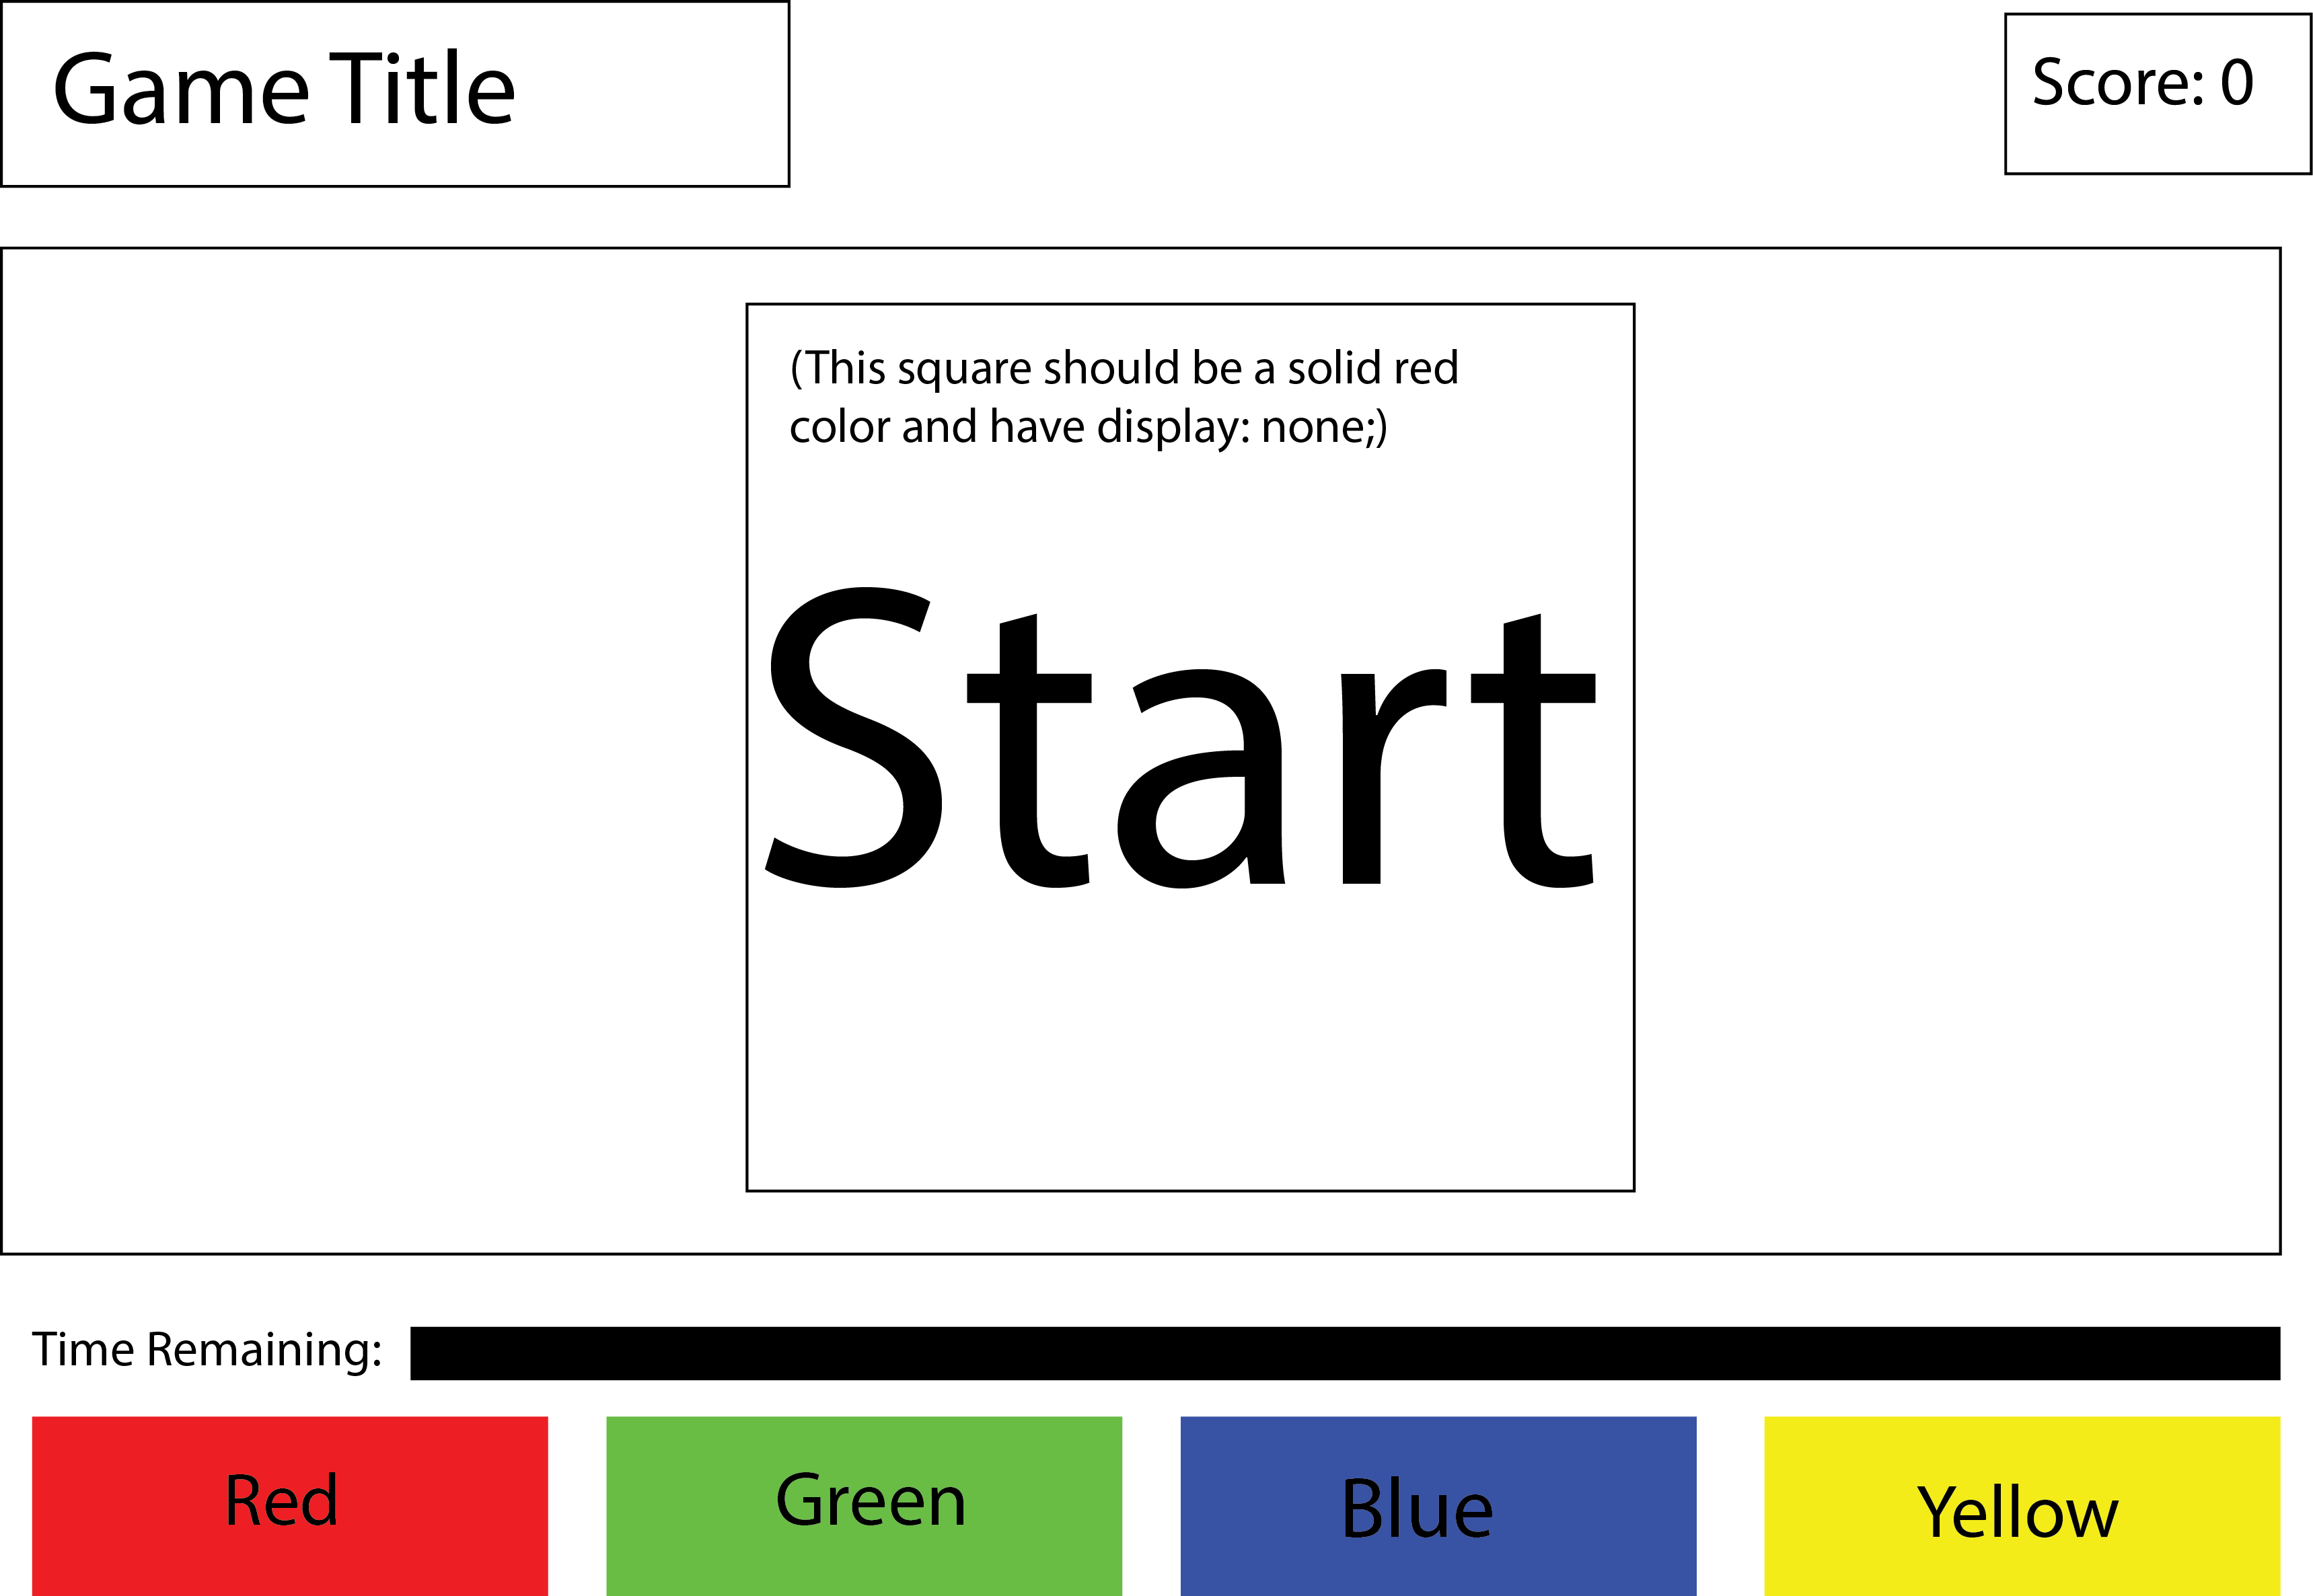 Game Title
Score: 0
(This square should be a solid red
color and have display: none;)
Start
Time Remaining:
Red
Green
Blue
Yellow